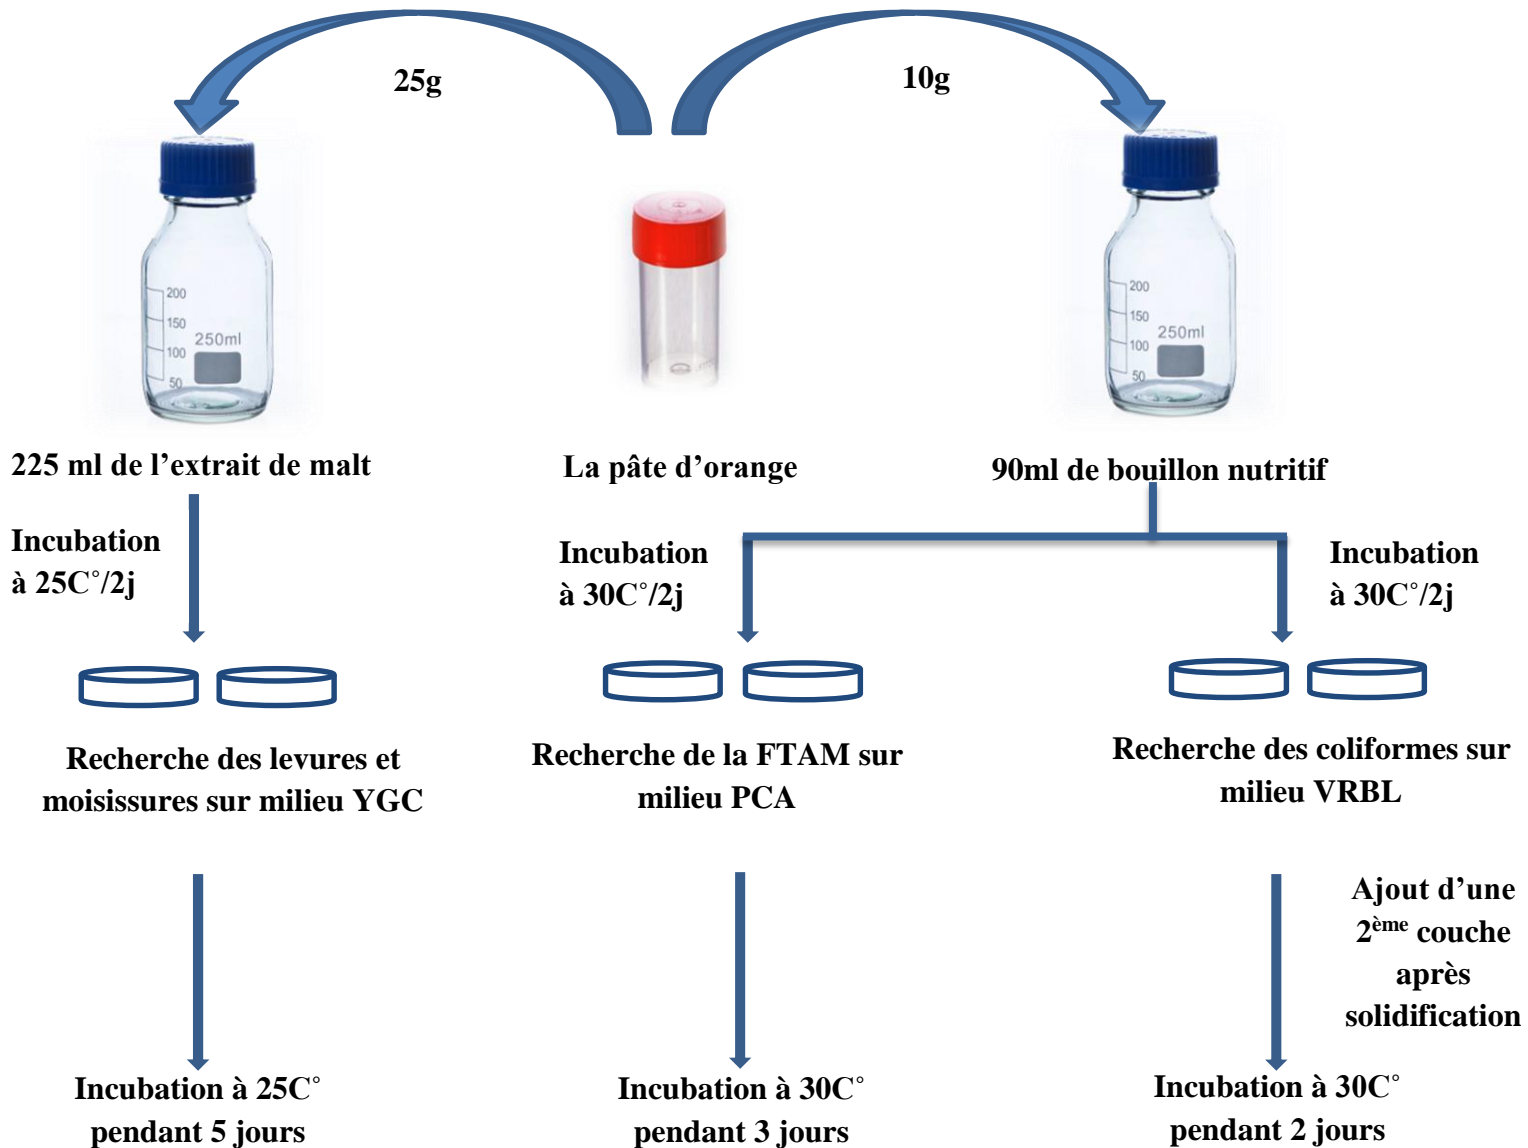 25g
10g
200
150
250ml
100
50
200
150
250ml
100
50
225 ml de l’extrait de malt
La pâte d’orange
90ml de bouillon nutritif
Incubation
à 25C°/2j
Incubation
à 30C°/2j
Incubation
à 30C°/2j
Recherche des levures et
moisissures sur milieu YGC
Recherche de la FTAM sur
milieu PCA
Recherche des coliformes sur
milieu VRBL
Ajout d’une
2ème couche
après
solidification
Incubation à 25C°
pendant 5 jours
Incubation à 30C°
pendant 3 jours
Incubation à 30C°
pendant 2 jours